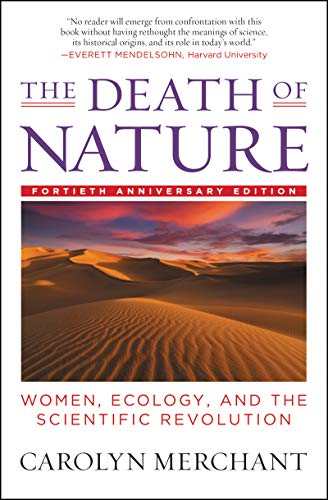 "No reader will emerge from confrontation with this
book without having rethought the meanings of science,
its historical origins, and its role in today's world."
—EVERETT MENDELSOHN, Harvard University
THE DEATH OF
NATURE
FORTIETH ANNIVERSARY EDITION
WOMEN, ECOLOGY, AND THE
SCIENTIFIC REVOLUTION
CAROLYN MERCHANT